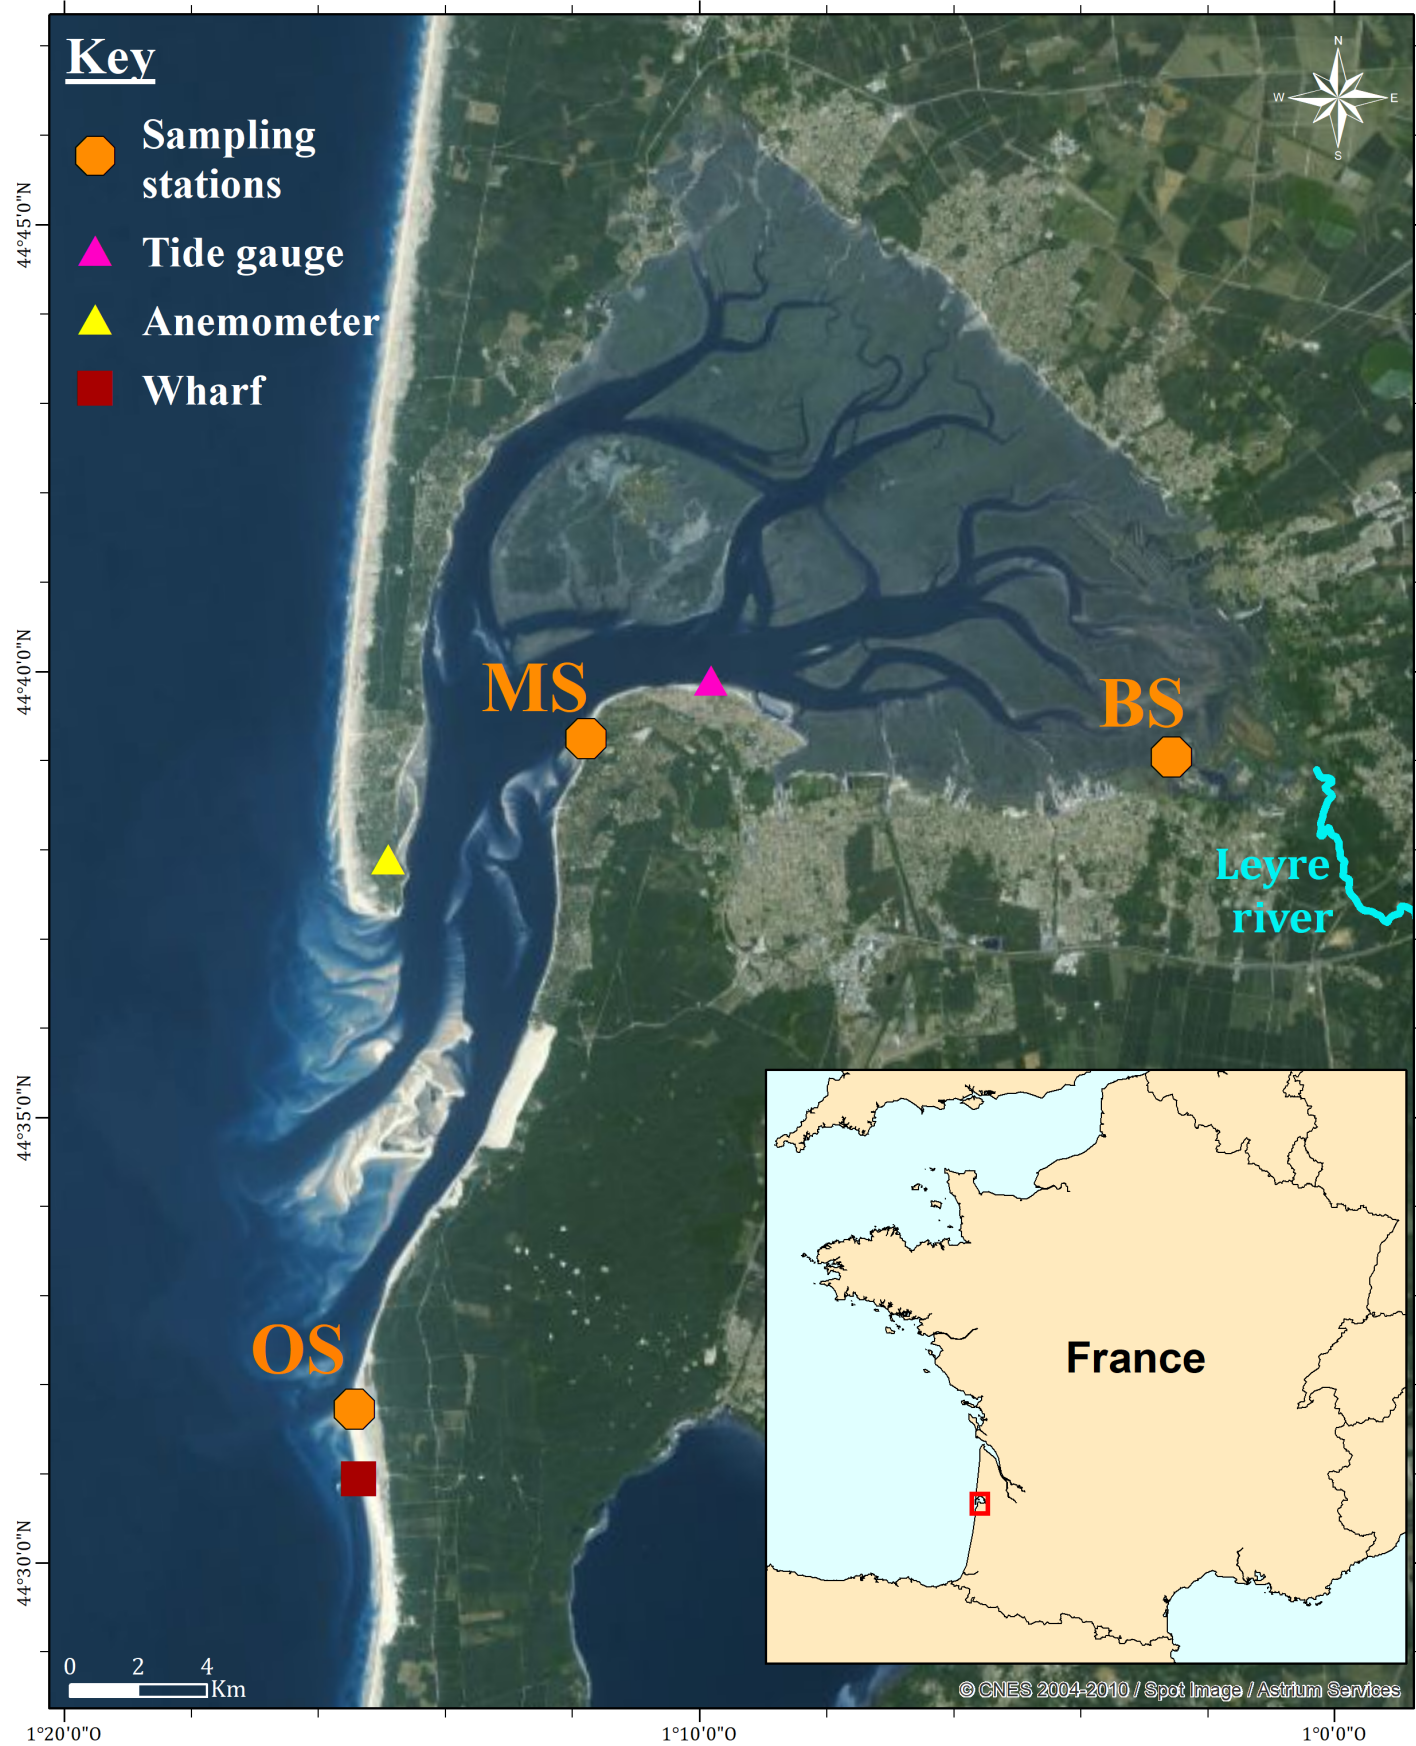 Key
Sampling
stations
Tide gauge
Anemometer
Wharf
N
W E
S
44°45'0"N
44°40'0"N
44°35'0"N
44°30'0"N
MS
BS
Leyre
river
OS
France
0 2 4
Km
© CNES 2004-2010 / Spot Image / Astrium Services
1°20'0"O 1°10'0"O 1°0'0"O